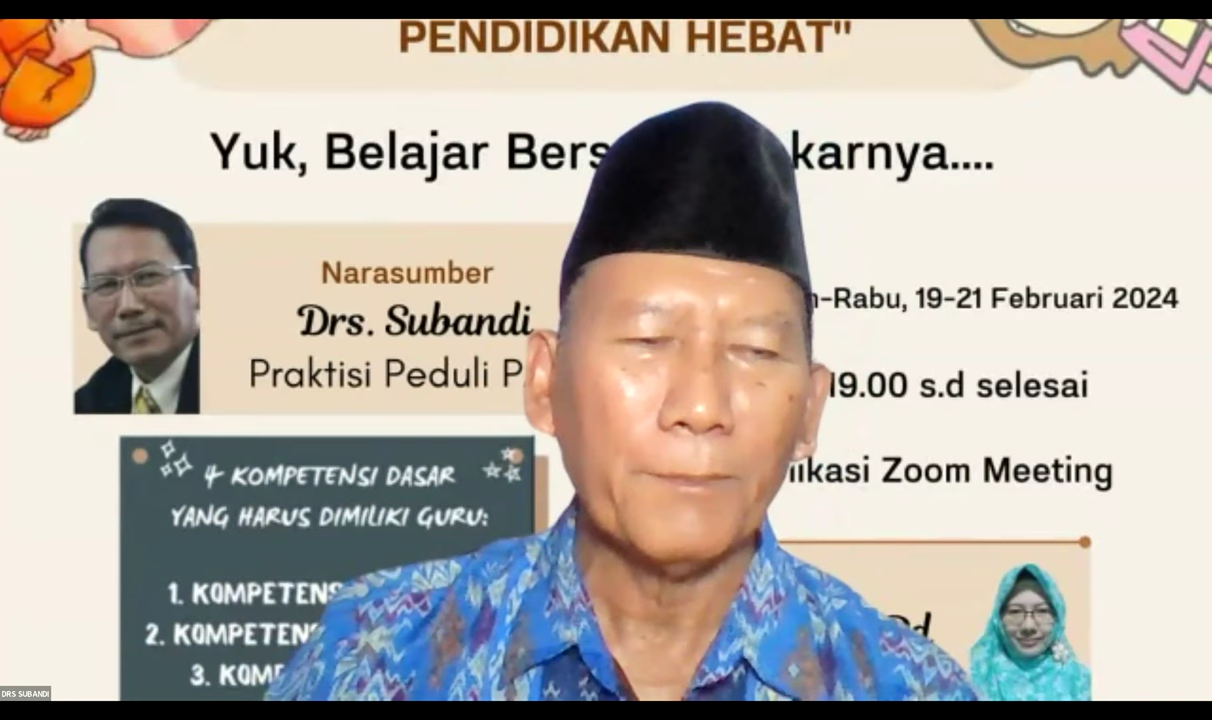 PENDIDIKAN HEBAT"
Yuk, Belajar Bers karnya....
Narasumber
Drs. Subandi
Praktisi Peduli P
-Rabu, 19-21 Februari 2024
19.00 s.d selesai
ikasi Zoom Meeting
4 KOMPETENSI DASAR
YANG HARUS DIMILIKI GURU:
1. KOMPETENS
2. KOMPETEN
3. KOM
DRS SUBANDI